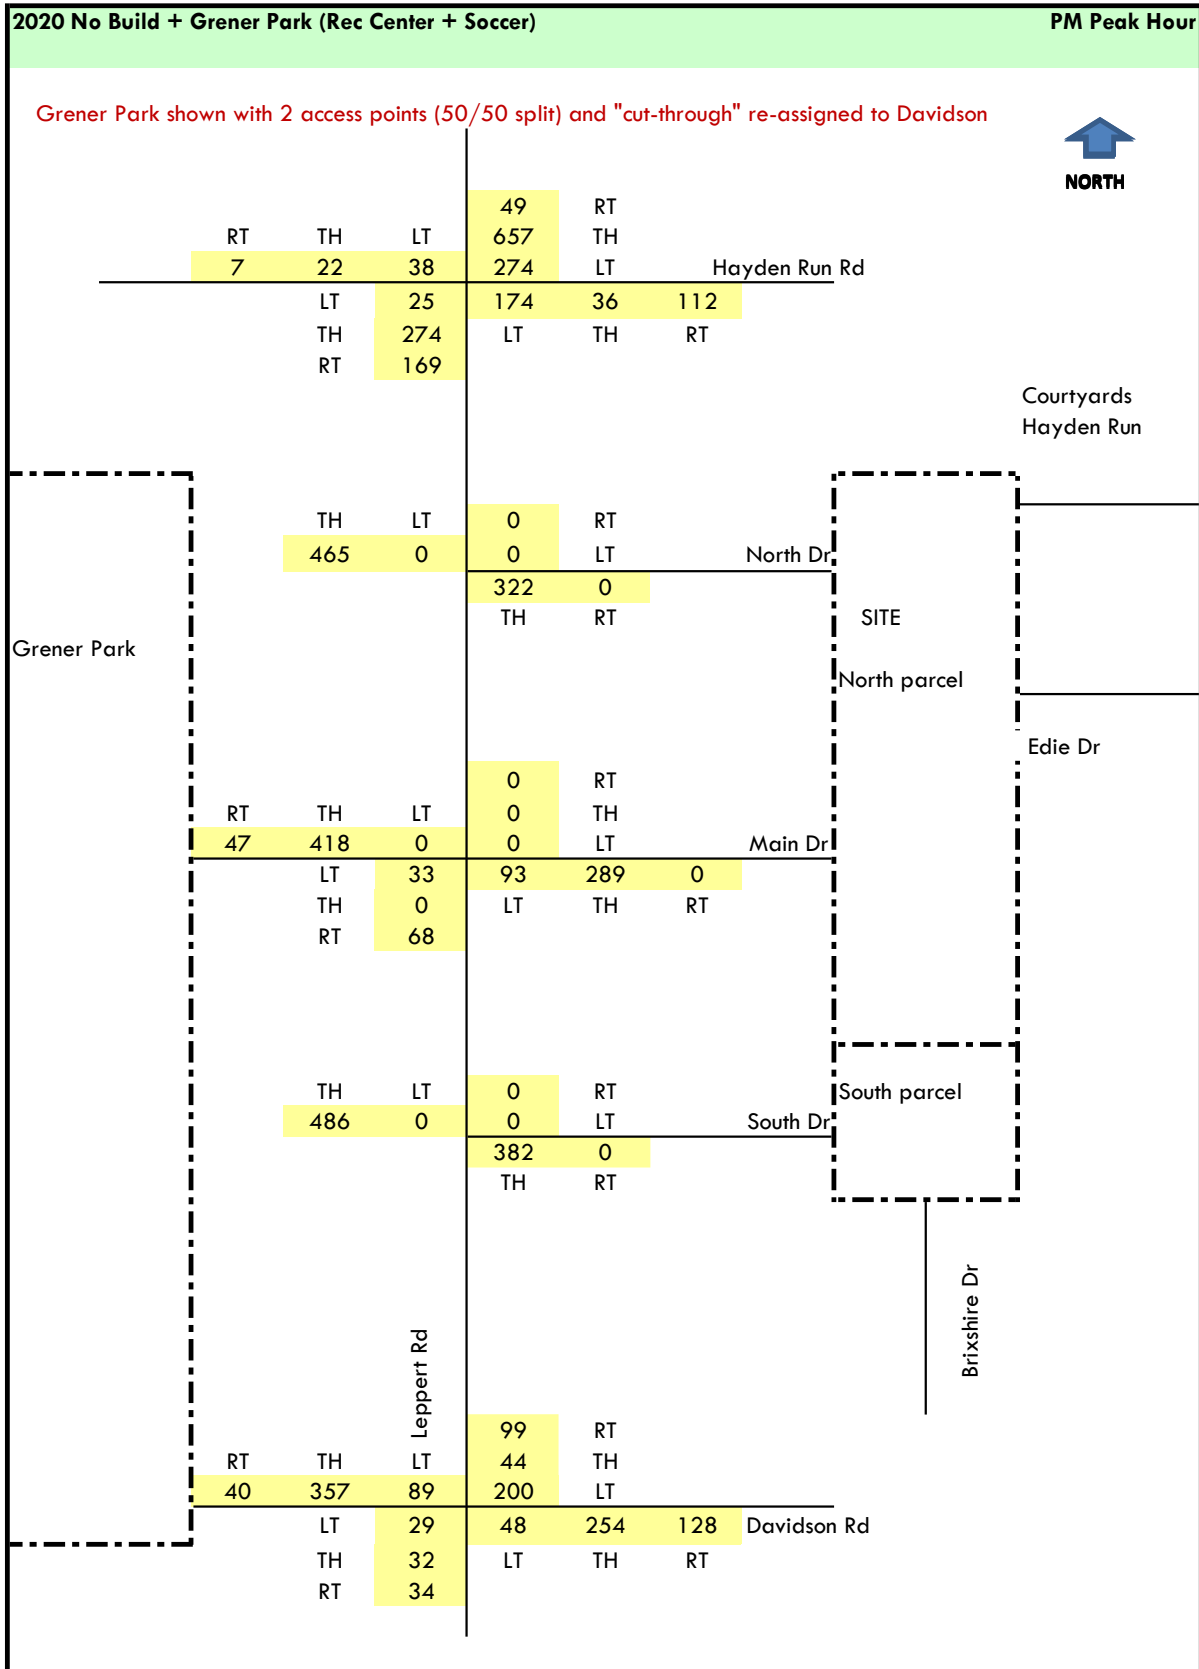 2020 No Build + Grener Park (Rec Center + Soccer) PM Peak Hour
Grener Park shown with 2 access points (50/50 split) and "cut-through" re-assigned to Davidson
NORTH
49 RT
RT TH LT 657 TH
7 22 38 274 LT Hayden Run Rd
LT 25 174 36 112
TH 274 LT TH RT
RT 169
Courtyards
Hayden Run
TH LT 0 RT
465 0 0 LT North Dr
322 0
TH RT SITE
Grener Park
North parcel
Edie Dr
0 RT
RT TH LT 0 TH
47 418 0 0 LT Main Dr
LT 33 93 289 0
TH 0 LT TH RT
RT 68
TH LT 0 RT South parcel
486 0 0 LT South Dr
382 0
TH RT
Brixshire Dr
Leppert Rd
99 RT
RT TH LT 44 TH
40 357 89 200 LT
LT 29 48 254 128 Davidson Rd
TH 32 LT TH RT
RT 34